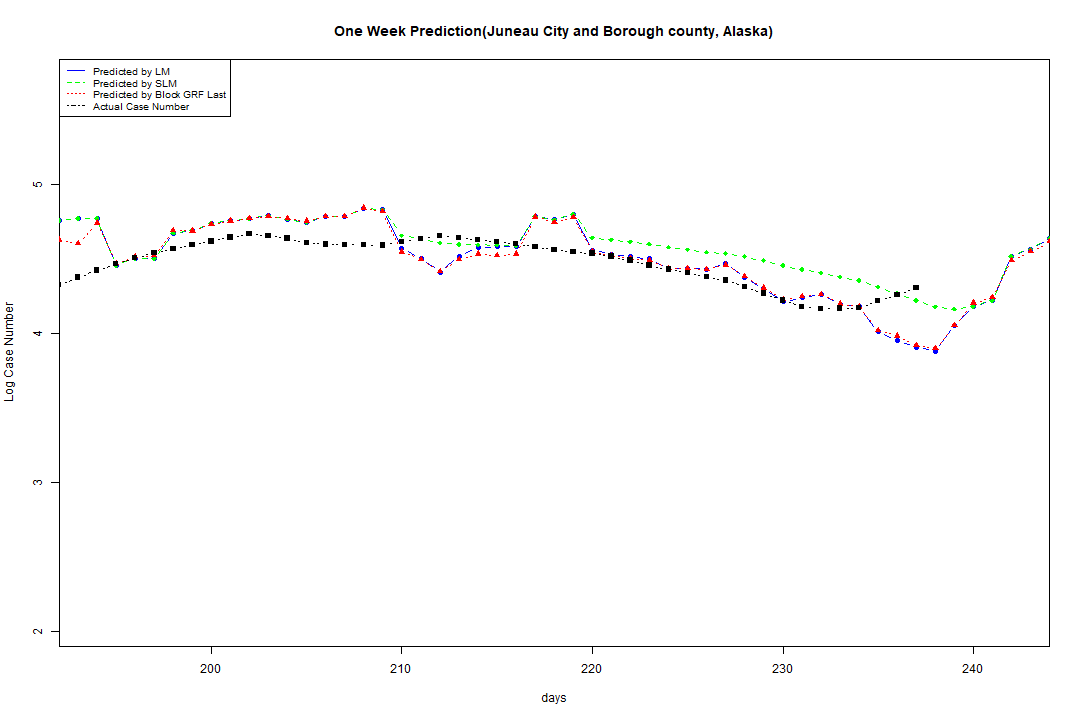 One Week Prediction(Juneau City and Borough county, Alaska)
Predicted by LM
Predicted by SLM
Predicted by Block GRF Last
Actual Case Number
5
4
3
2
Log Case Number
200 210 220 230 240
days